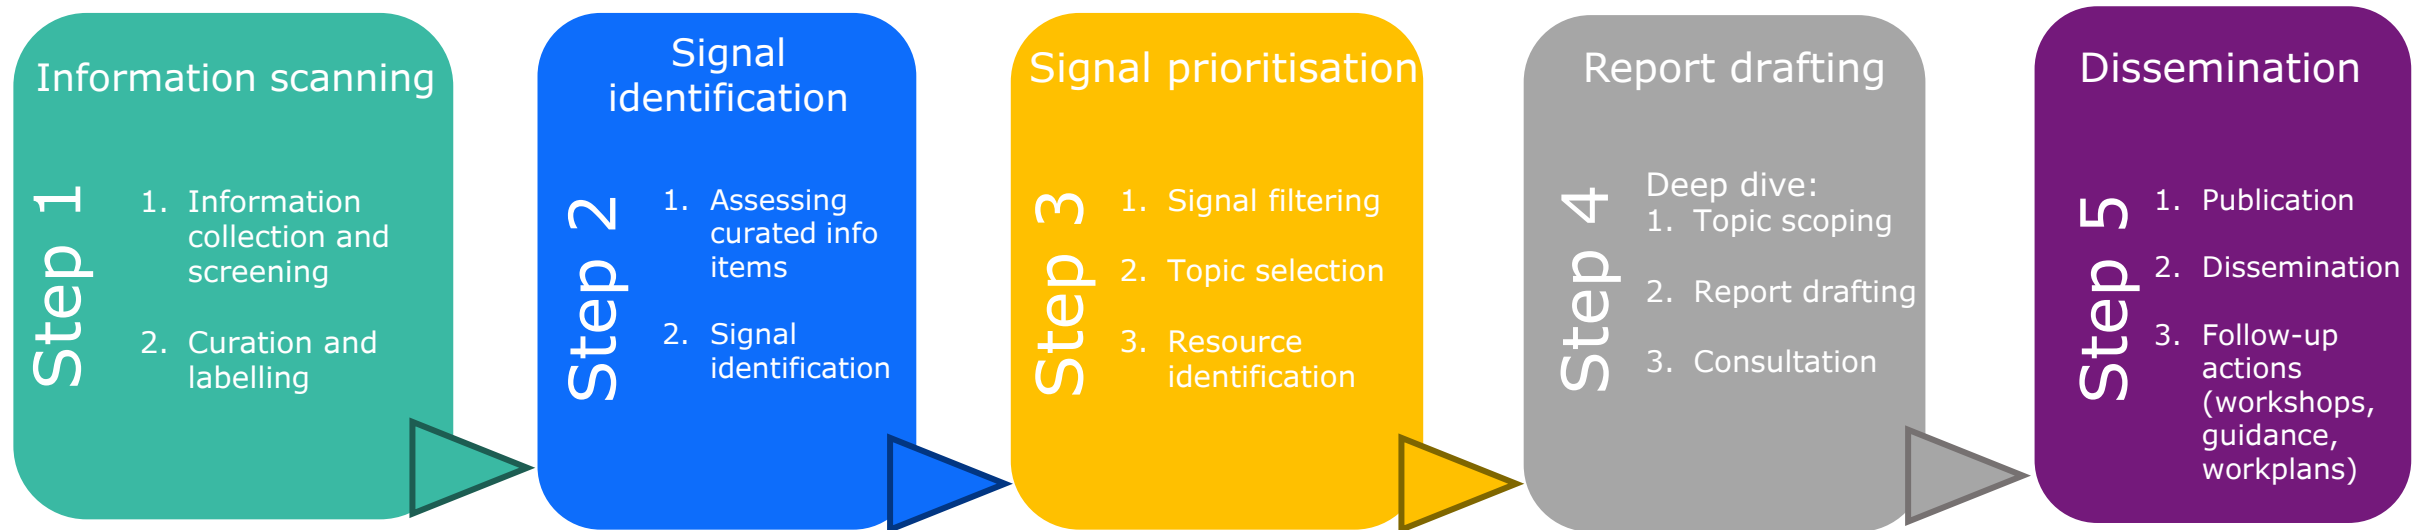 Information scanning
Step 1
1. Information
collection and
screening
2. Curation and
labelling
Signal
identification
Step 2
1. Assessing
curated info
items
2. Signal
identification
Signal prioritisation
Step 3
1. Signal filtering
2. Topic selection
3. Resource
identification
Report drafting
Step 4
Deep dive:
1. Topic scoping
2. Report drafting
3. Consultation
Dissemination
Step 5
1. Publication
2. Dissemination
3. Follow-up
actions
(workshops,
guidance,
workplans)